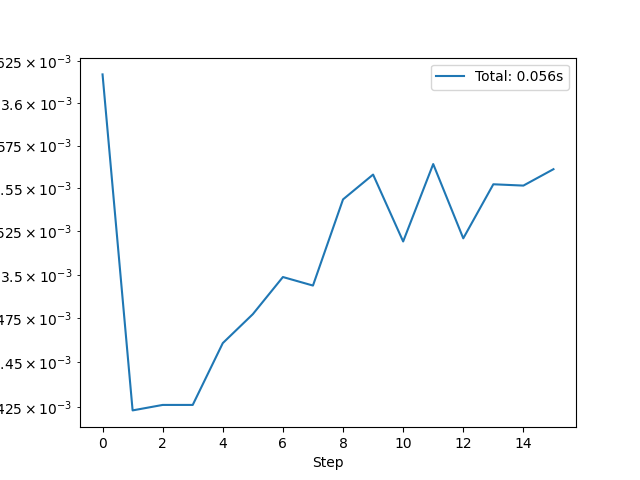 Total: 0.056s
625 × 10⁻³
3.6 × 10⁻³
575 × 10⁻³
.55 × 10⁻³
525 × 10⁻³
3.5 × 10⁻³
475 × 10⁻³
.45 × 10⁻³
425 × 10⁻³
0 2 4 6 8 10 12 14
Step